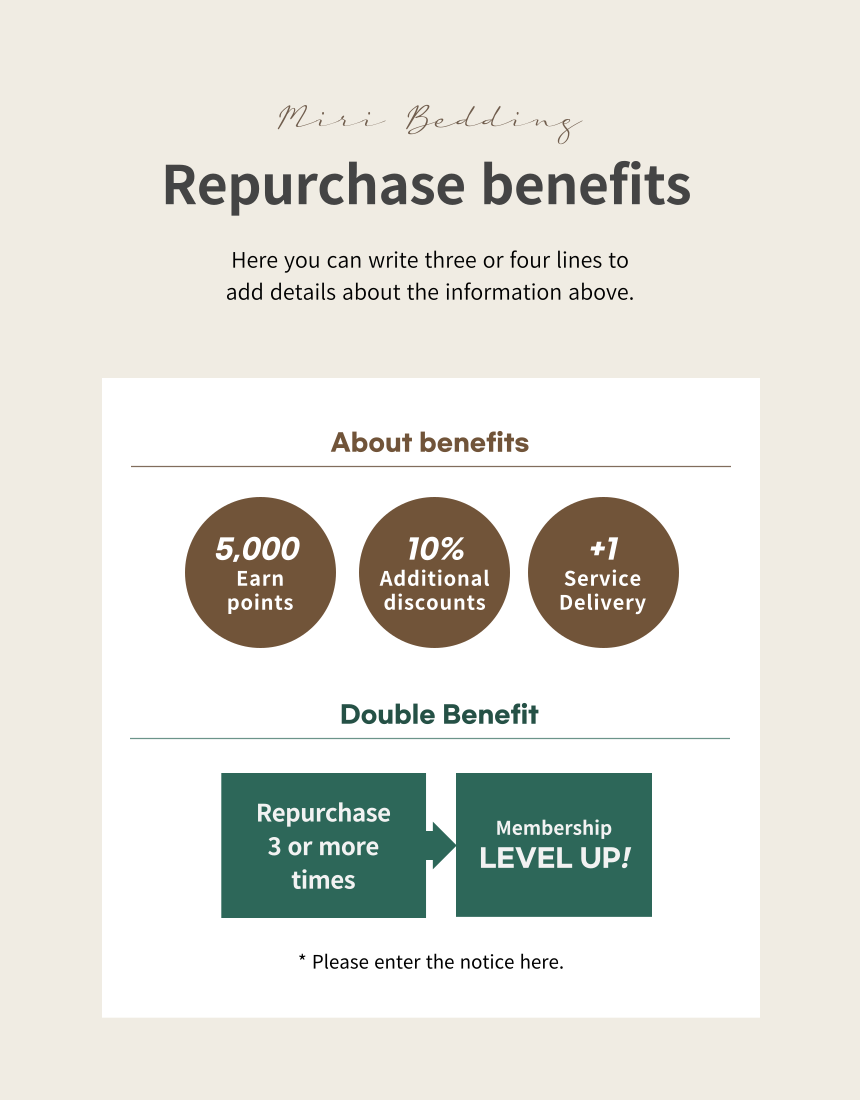 Miri Bedding
Repurchase benefits
Here you can write three or four lines to
add details about the information above.
About benefits
5,000
Earn
points
10%
Additional
discounts
+1
Service
Delivery
Double Benefit
Repurchase
3 or more
times
Membership
LEVEL UP!
* Please enter the notice here.